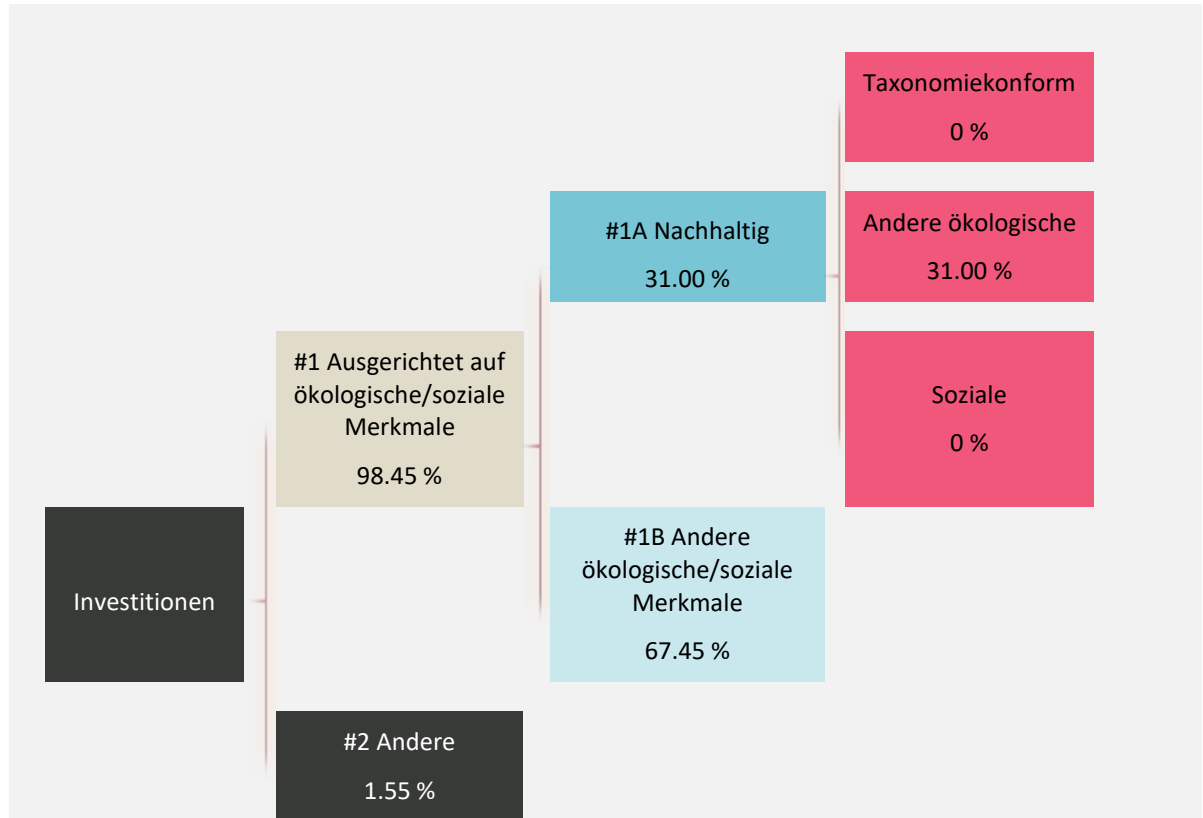 Taxonomiekonform
0 %
#1A Nachhaltig
31.00 %
Andere ökologische
31.00 %
#1 Ausgerichtet auf
ökologische/soziale
Merkmale
98.45 %
Soziale
0 %
Investitionen
#1B Andere
ökologische/soziale
Merkmale
67.45 %
#2 Andere
1.55 %